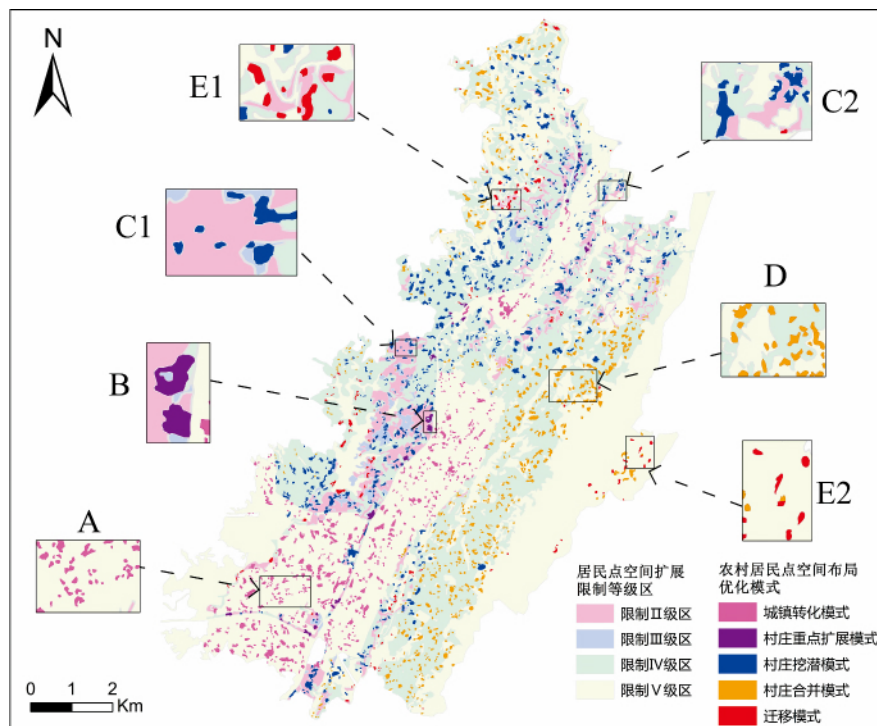 N
E1
C2
C1
D
B
E2
A
居民点空间扩展
限制等级区
限制Ⅱ级区
限制Ⅲ级区
限制Ⅳ级区
限制Ⅴ级区
农村居民点空间布局
优化模式
城镇转化模式
村庄重点扩展模式
村庄挖潜模式
村庄合并模式
迁移模式
0 1 2
Km